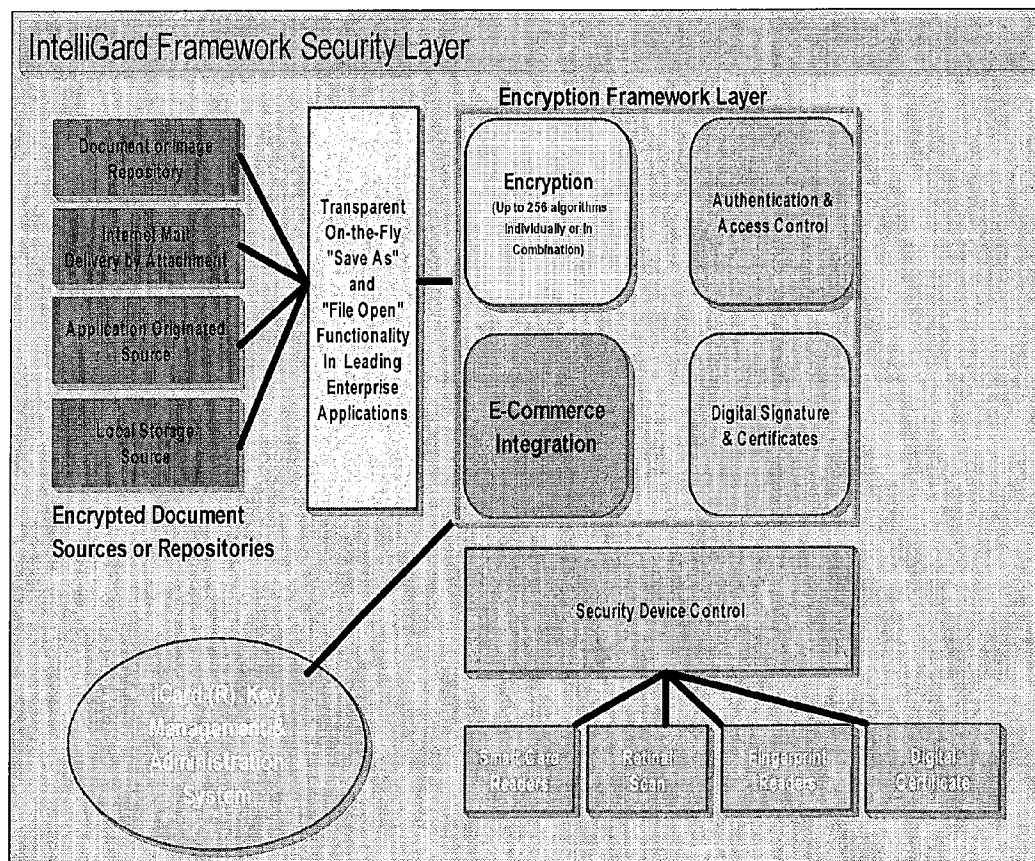 IntelliGard Framework Security Layer
Encryption Framework Layer
Document or Image
Repository
Internet Mail
Delivery by Attachment
Application Originated
Source
Local Storage
Source
Encrypted Document
Sources or Repositories
Transparent
On-the-Fly
"Save As"
and
"File Open"
Functionality
In Leading
Enterprise
Applications
Encryption
(Up to 256 algorithms
Individually or in
Combination)
Authentication &
Access Control
E-Commerce
Integration
Digital Signature
& Certificates
Security Device Control
iCard (R) Key
Management &
Administration
System
Smart Card
Readers
Retinal
Scan
Fingerprint
Readers
Digital
Certificate